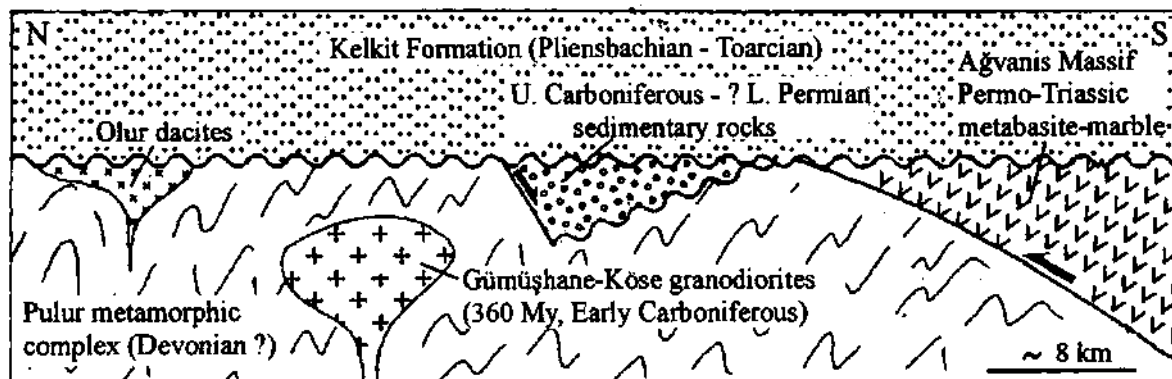 N
S
Kelkit Formation (Pliensbachian - Toarcian)
Ağvanis Massif
Permo-Triassic
metabasite-marble
U. Carboniferous - ? L. Permian
sedimentary rocks
Olur dacites
Gümüşhane-Köse granodiorites
(360 My, Early Carboniferous)
Pulur metamorphic
complex (Devonian ?)
~ 8 km